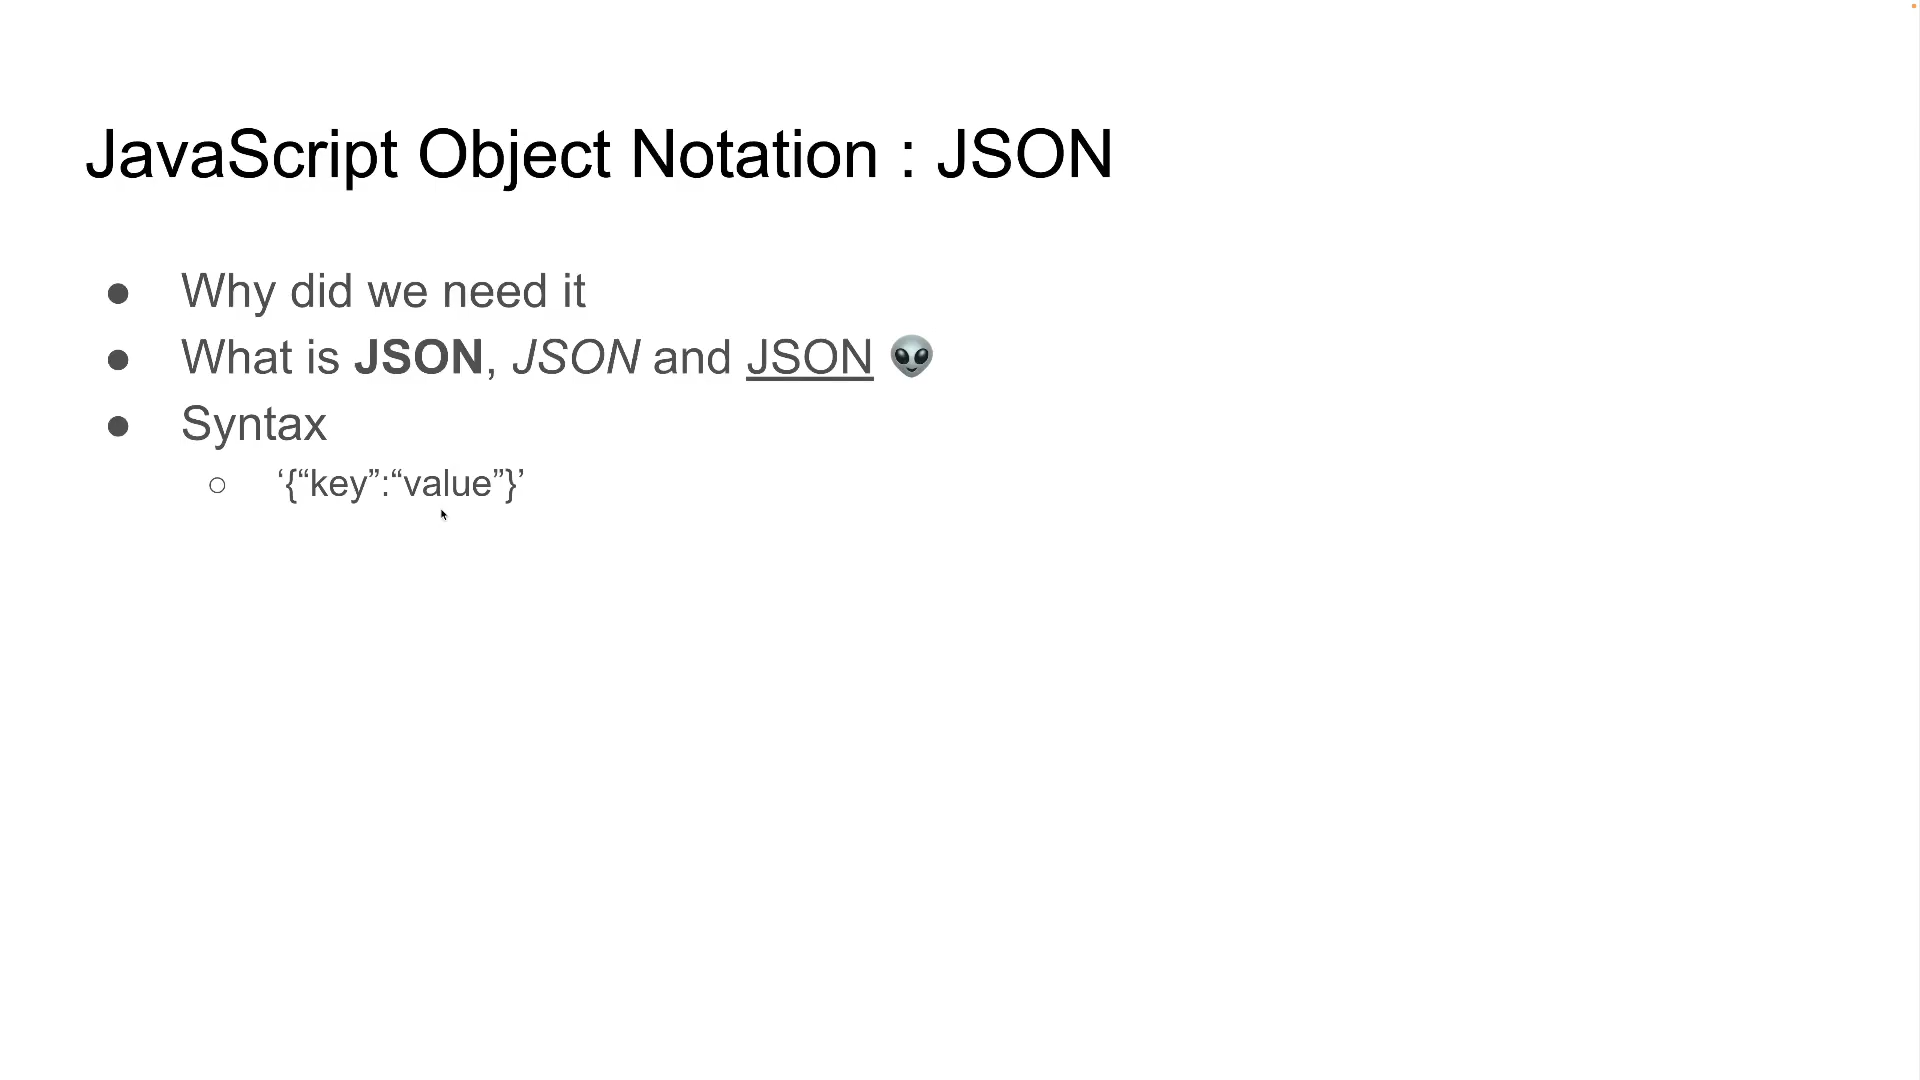 JavaScript Object Notation : JSON
● Why did we need it
● What is JSON, JSON and JSON 👽
● Syntax
○ ‘{“key”:“value”}’